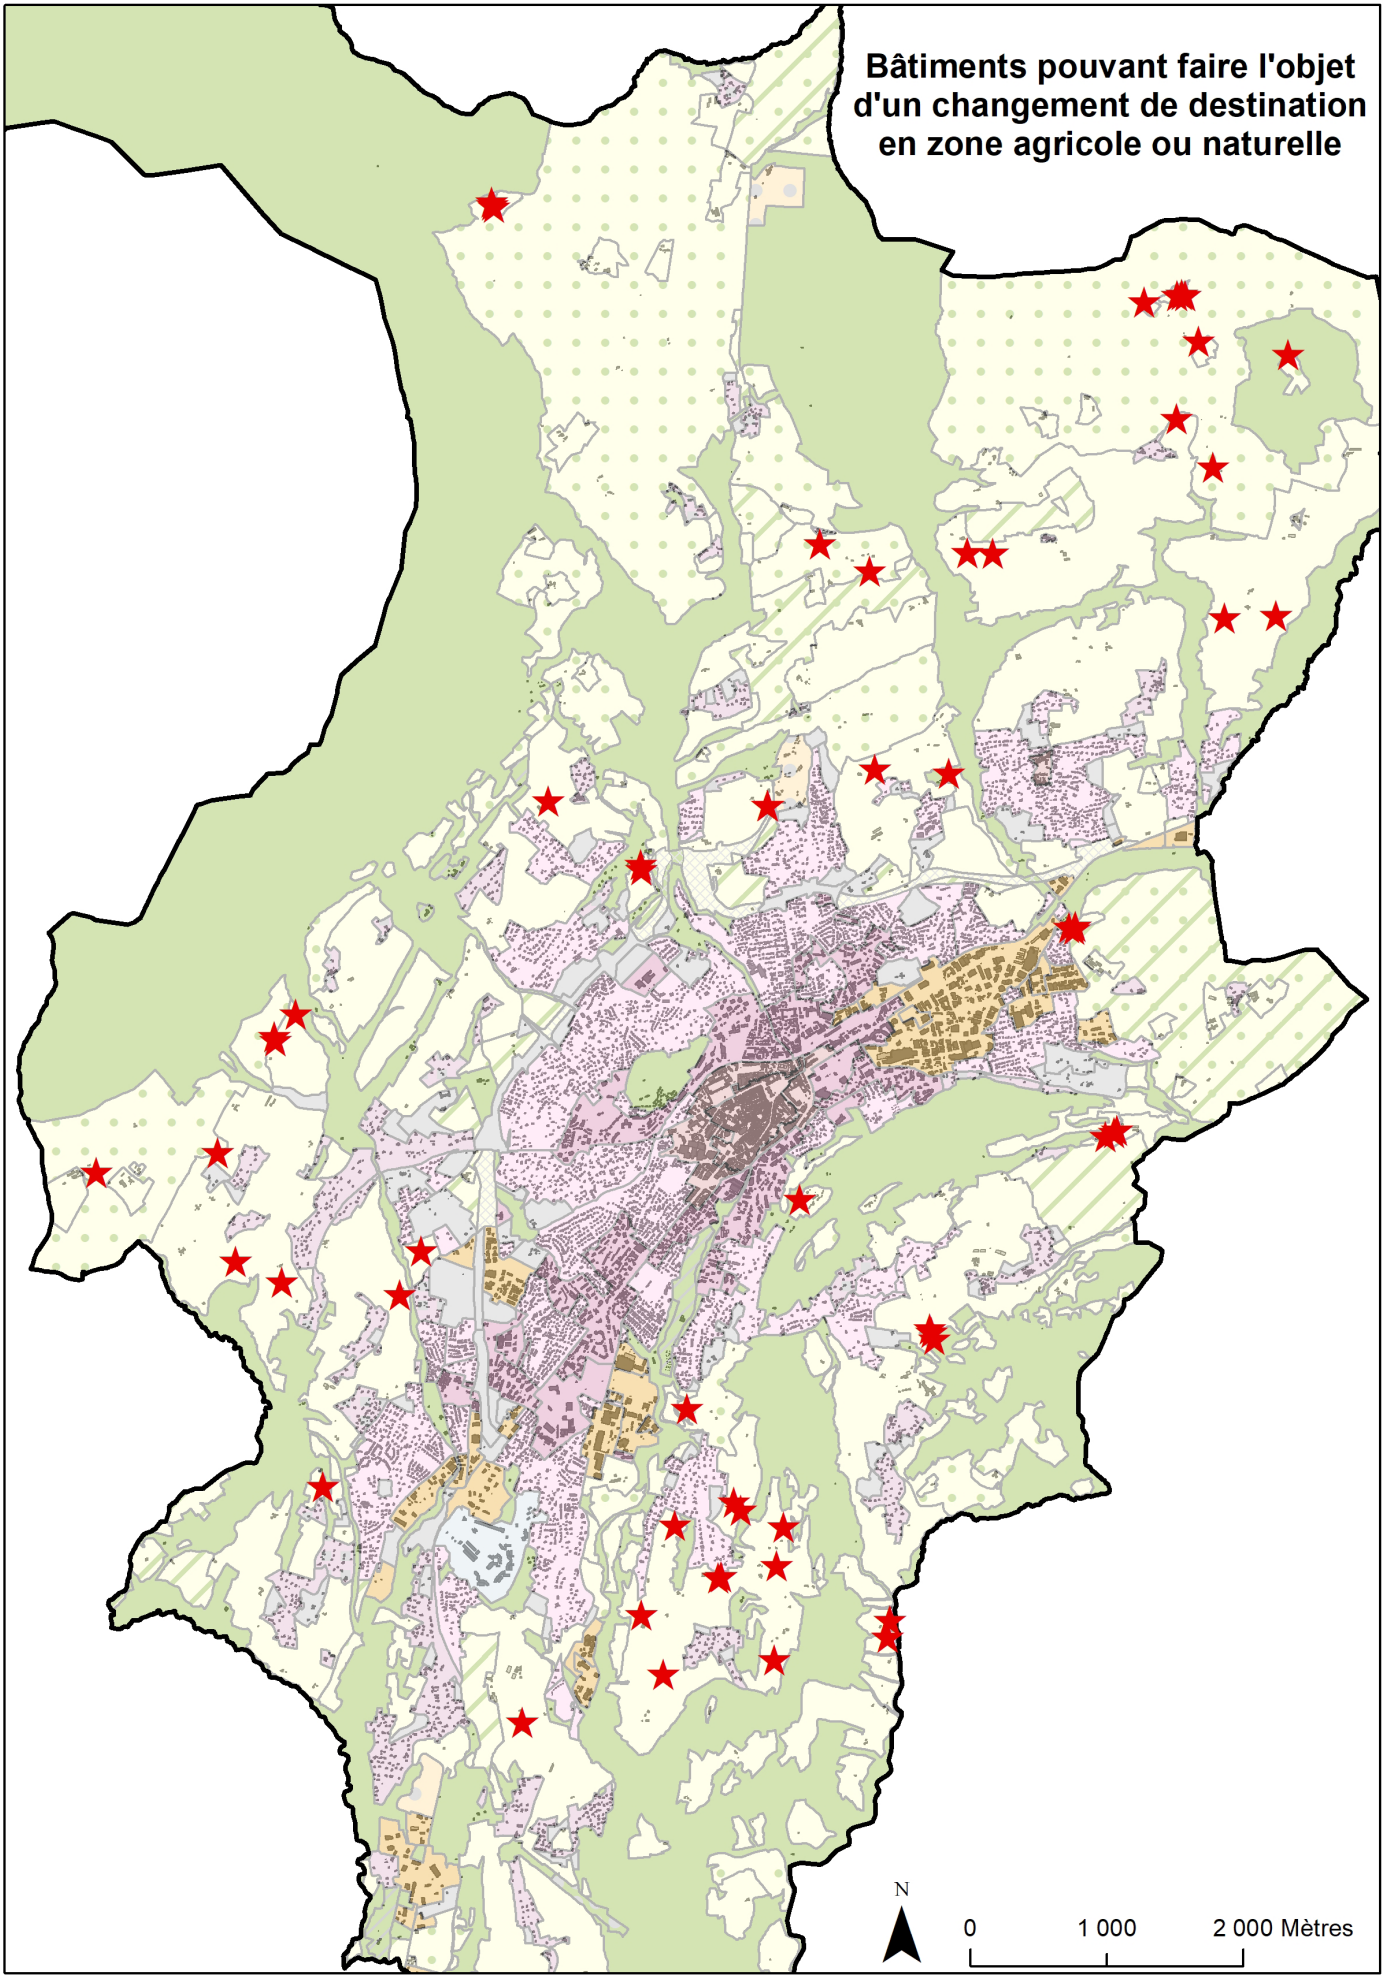 Bâtiments pouvant faire l'objet
d'un changement de destination
en zone agricole ou naturelle
N
0 1 000 2 000 Mètres